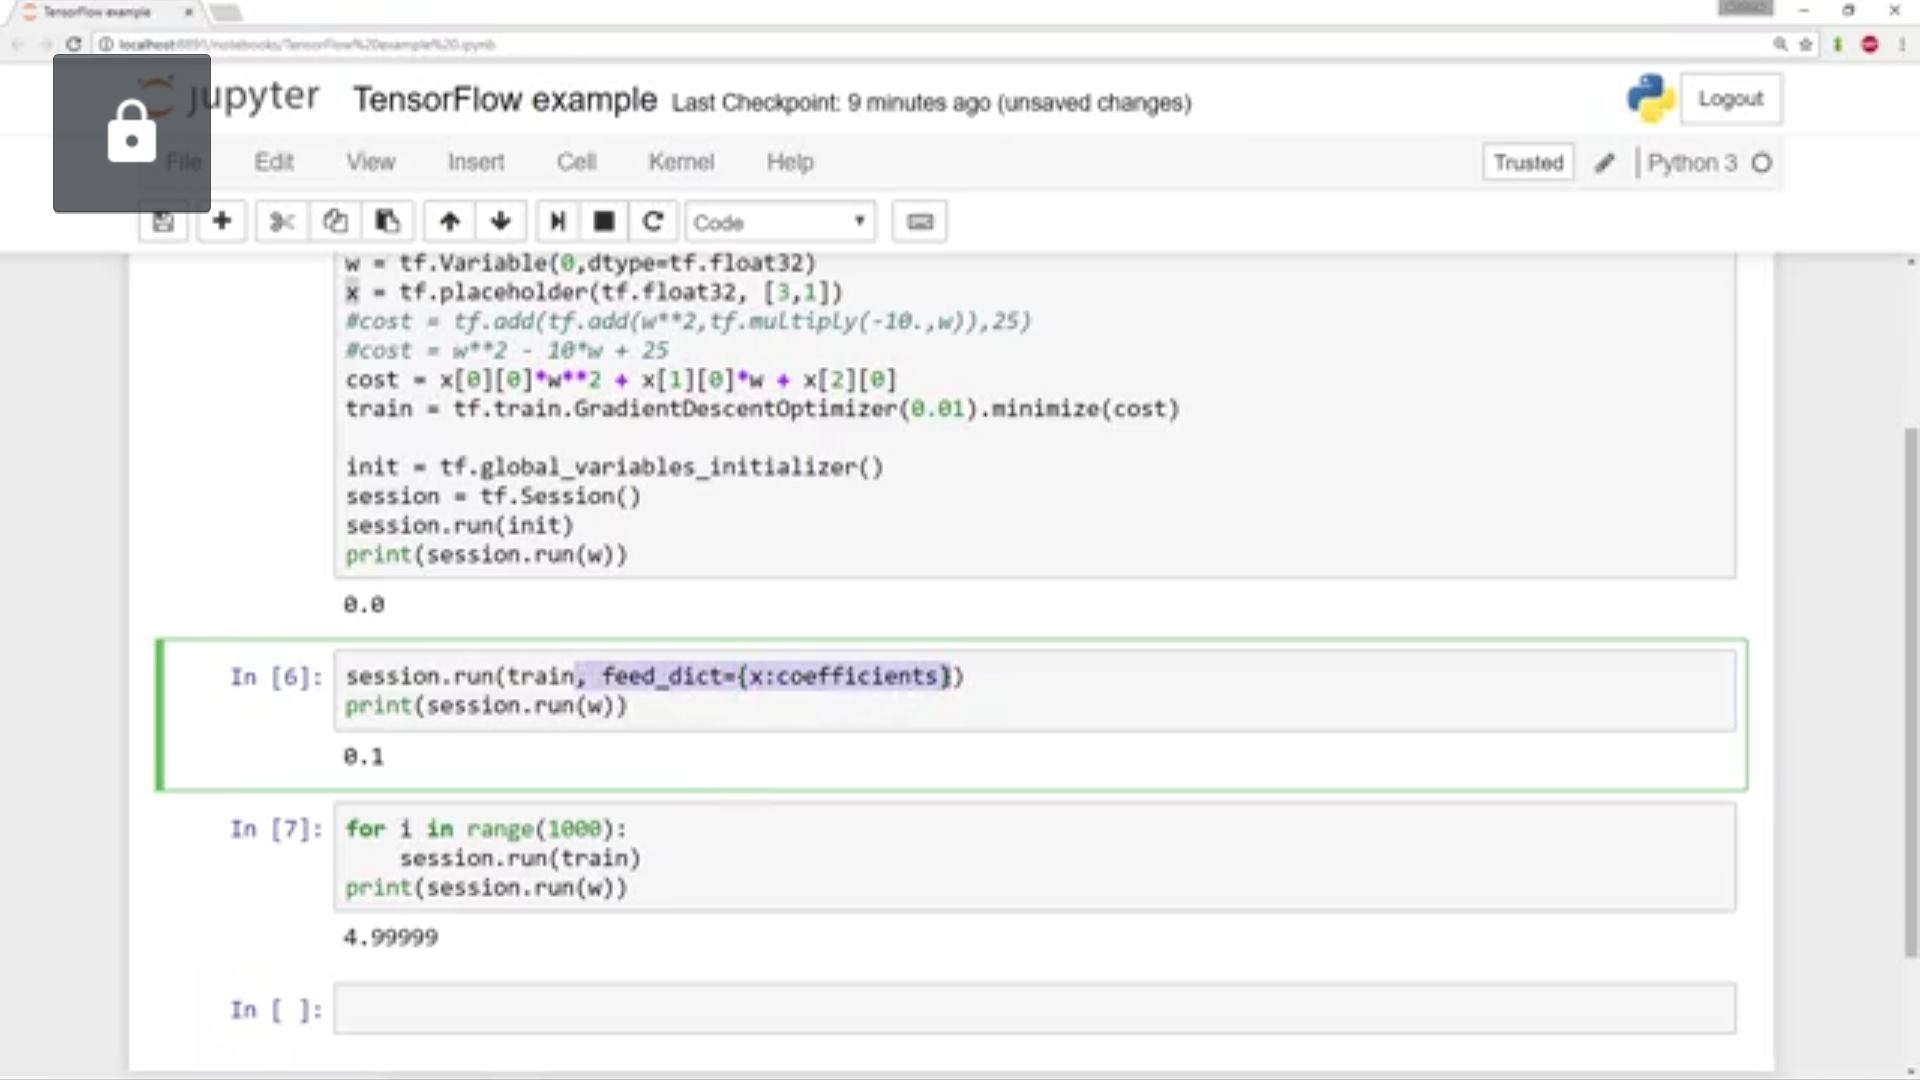 TensorFlow example
localhost:8891/notebooks/TensorFlow%20example%20.ipynb
jupyter TensorFlow example Last Checkpoint: 9 minutes ago (unsaved changes)
Logout
File Edit View Insert Cell Kernel Help
Trusted Python 3
Code
w = tf.Variable(0,dtype=tf.float32)
x = tf.placeholder(tf.float32, [3,1])
#cost = tf.add(tf.add(w**2,tf.multiply(-10.,w)),25)
#cost = w**2 - 10*w + 25
cost = x[0][0]*w**2 + x[1][0]*w + x[2][0]
train = tf.train.GradientDescentOptimizer(0.01).minimize(cost)
init = tf.global_variables_initializer()
session = tf.Session()
session.run(init)
print(session.run(w))
0.0
In [6]: session.run(train, feed_dict={x:coefficients})
print(session.run(w))
0.1
In [7]: for i in range(1000):
session.run(train)
print(session.run(w))
4.99999
In [ ]: